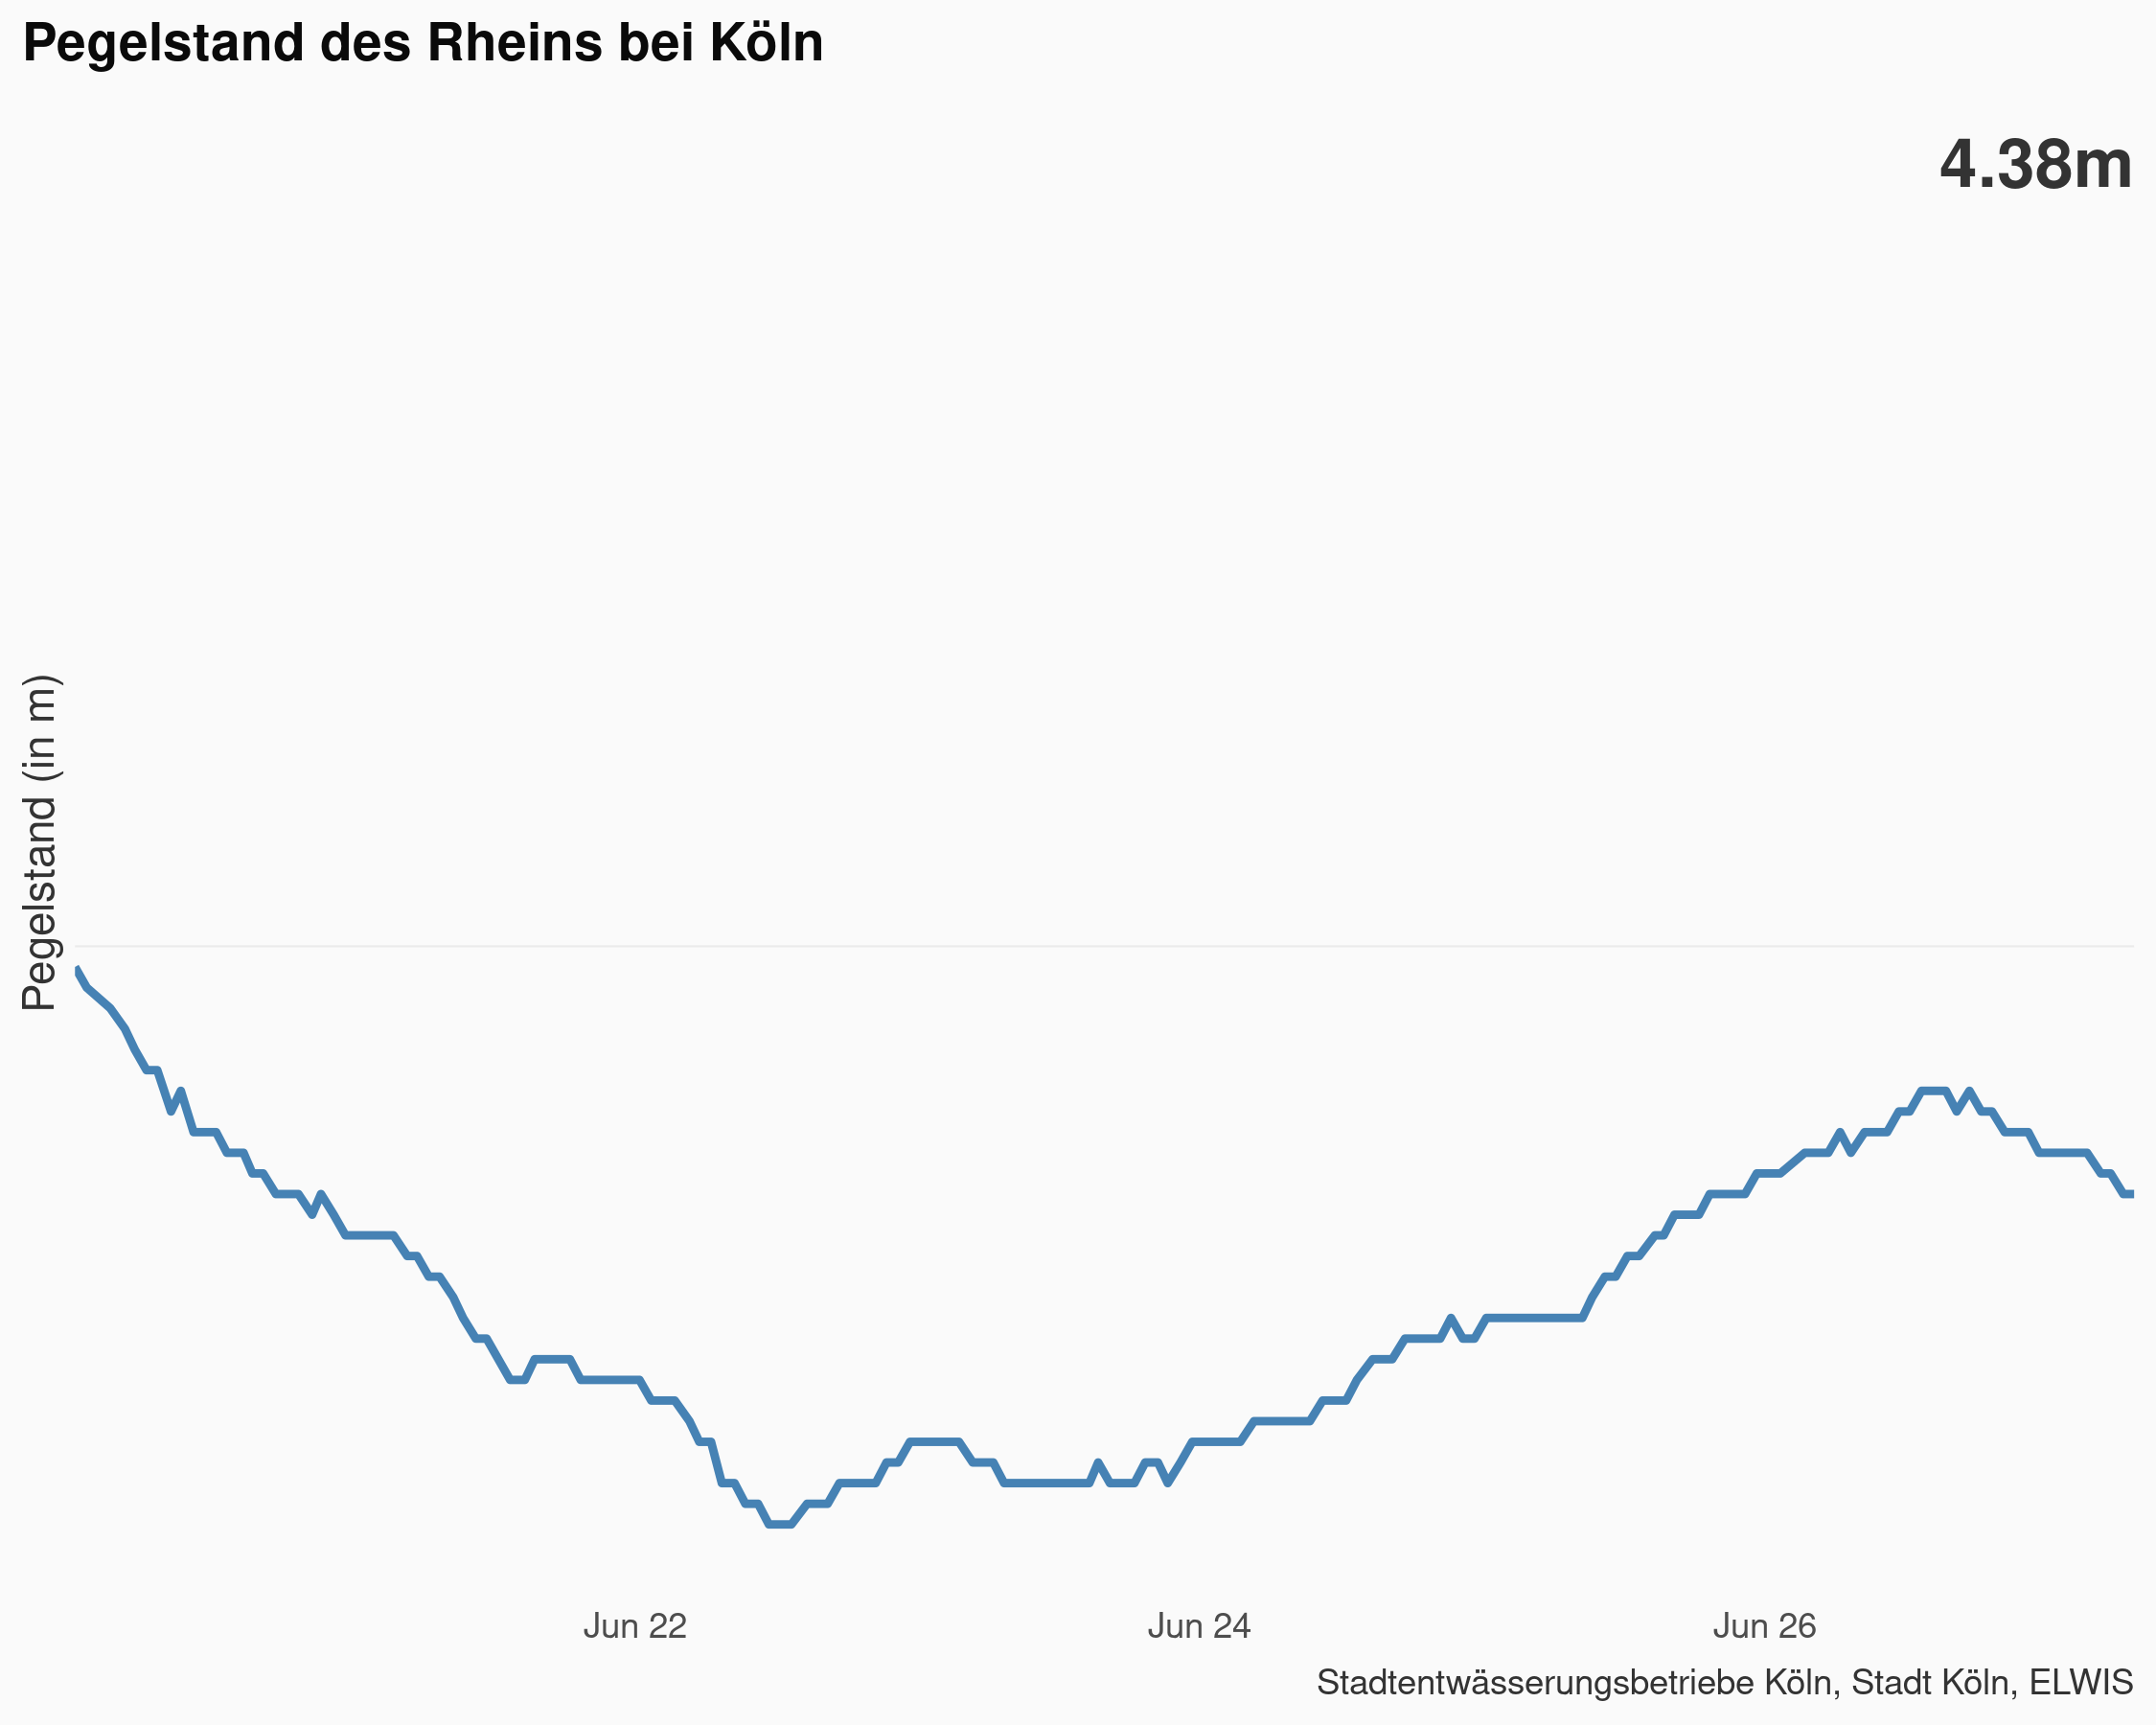 Pegelstand des Rheins bei Köln
4.38m
Pegelstand (in m)
Jun 22
Jun 24
Jun 26
Stadtentwässerungsbetriebe Köln, Stadt Köln, ELWIS